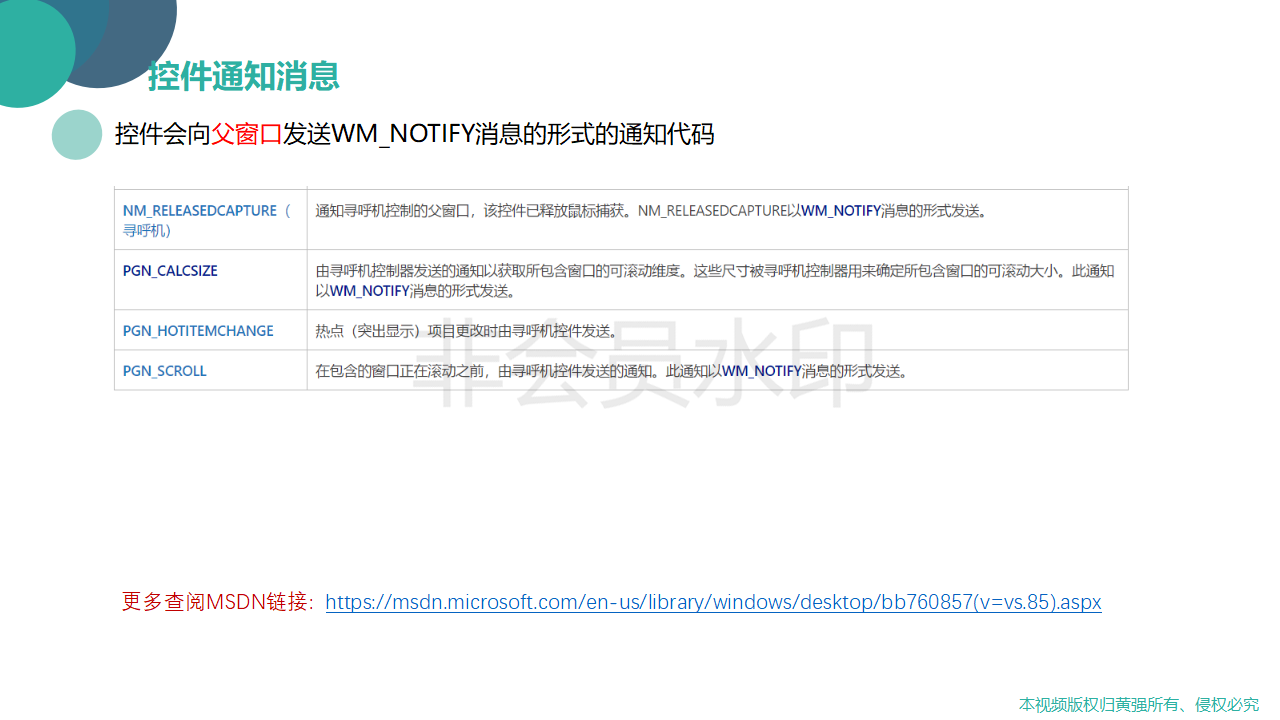 控件通知消息
控件会向父窗口发送WM_NOTIFY消息的形式的通知代码
NM_RELEASEDCAPTURE（
寻呼机）
通知寻呼机控制的父窗口，该控件已释放鼠标捕获。NM_RELEASEDCAPTURE以WM_NOTIFY消息的形式发送。
PGN_CALCSIZE
由寻呼机控制器发送的通知以获取所包含窗口的可滚动维度。这些尺寸被寻呼机控制器用来确定所包含窗口的可滚动大小。此通知
以WM_NOTIFY消息的形式发送。
PGN_HOTITEMCHANGE
热点（突出显示）项目更改时由寻呼机控件发送。
PGN_SCROLL
在包含的窗口正在滚动之前，由寻呼机控件发送的通知。此通知以WM_NOTIFY消息的形式发送。
非会员水印
更多查阅MSDN链接：https://msdn.microsoft.com/en-us/library/windows/desktop/bb760857(v=vs.85).aspx
本视频版权归黄强所有、侵权必究